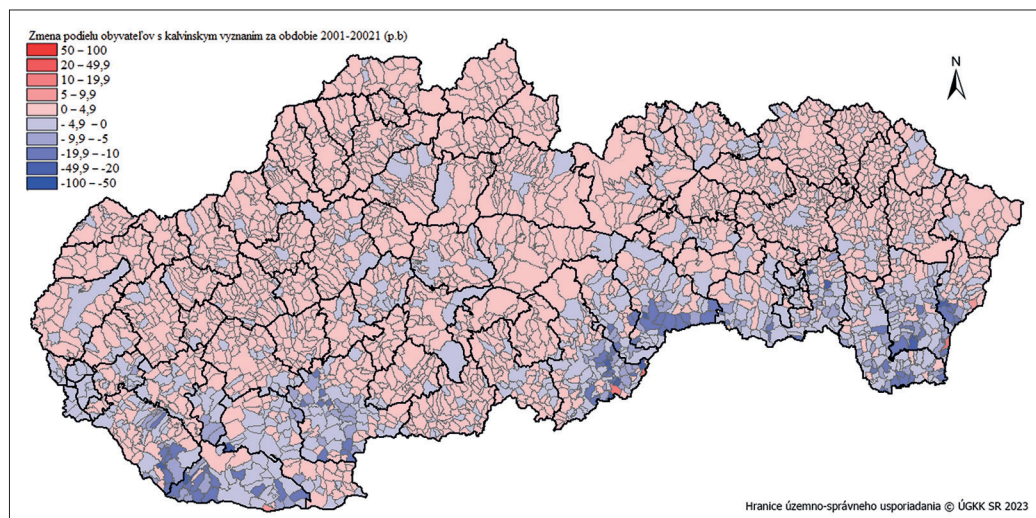 Zmena podielu obyvateľov s kalvínskym vyznaním za obdobie 2001-20021 (p.b)
50 – 100
20 – 49,9
10 – 19,9
5 – 9,9
0 – 4,9
- 4,9 – 0
- 9,9 – -5
-19,9 – -10
-49,9 – -20
-100 – -50
N
Hranice územno-správneho usporiadania © ÚGKK SR 2023